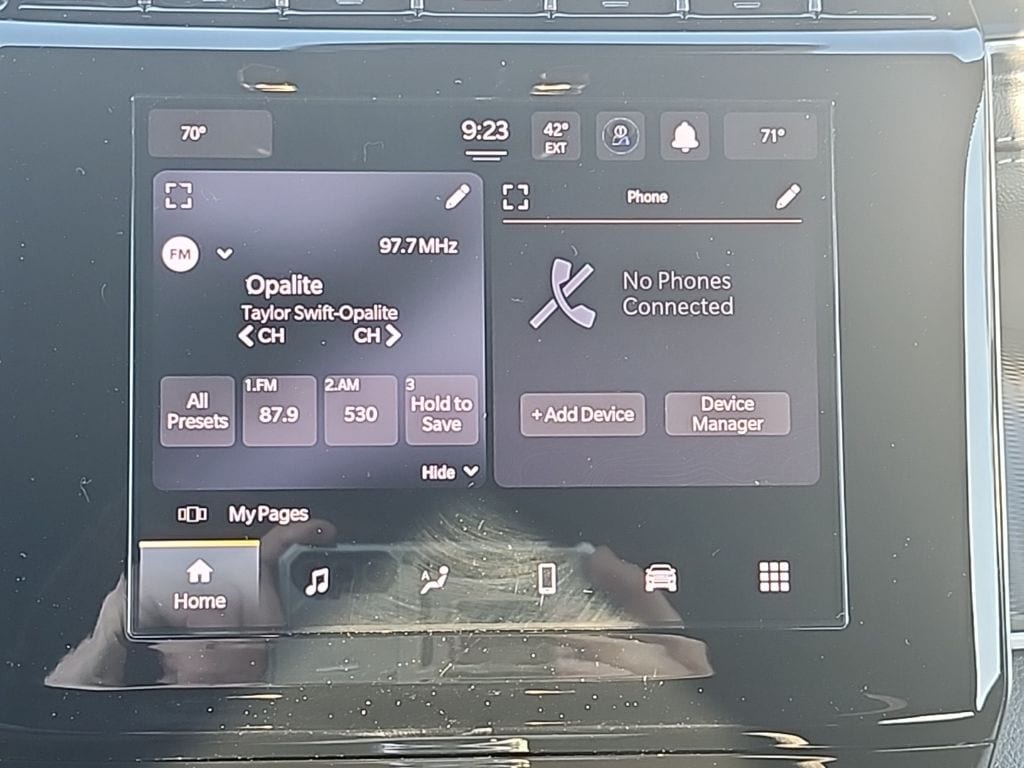 70°
9:23
42°
EXT
71°
Phone
FM
97.7 MHz
Opalite
Taylor Swift-Opalite
CH
CH
All
Presets
1.FM
87.9
2.AM
530
3
Hold to
Save
Hide
No Phones
Connected
+ Add Device
Device
Manager
My Pages
Home